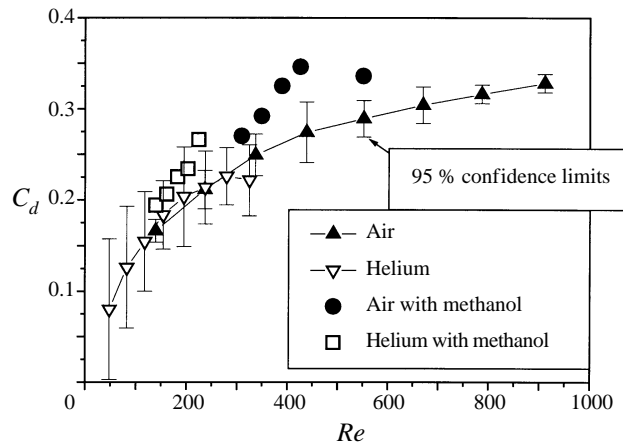 0.4
0.3
0.2
0.1
C_d
0
200
400
600
800
1000
Re
95 % confidence limits
Air
Helium
Air with methanol
Helium with methanol